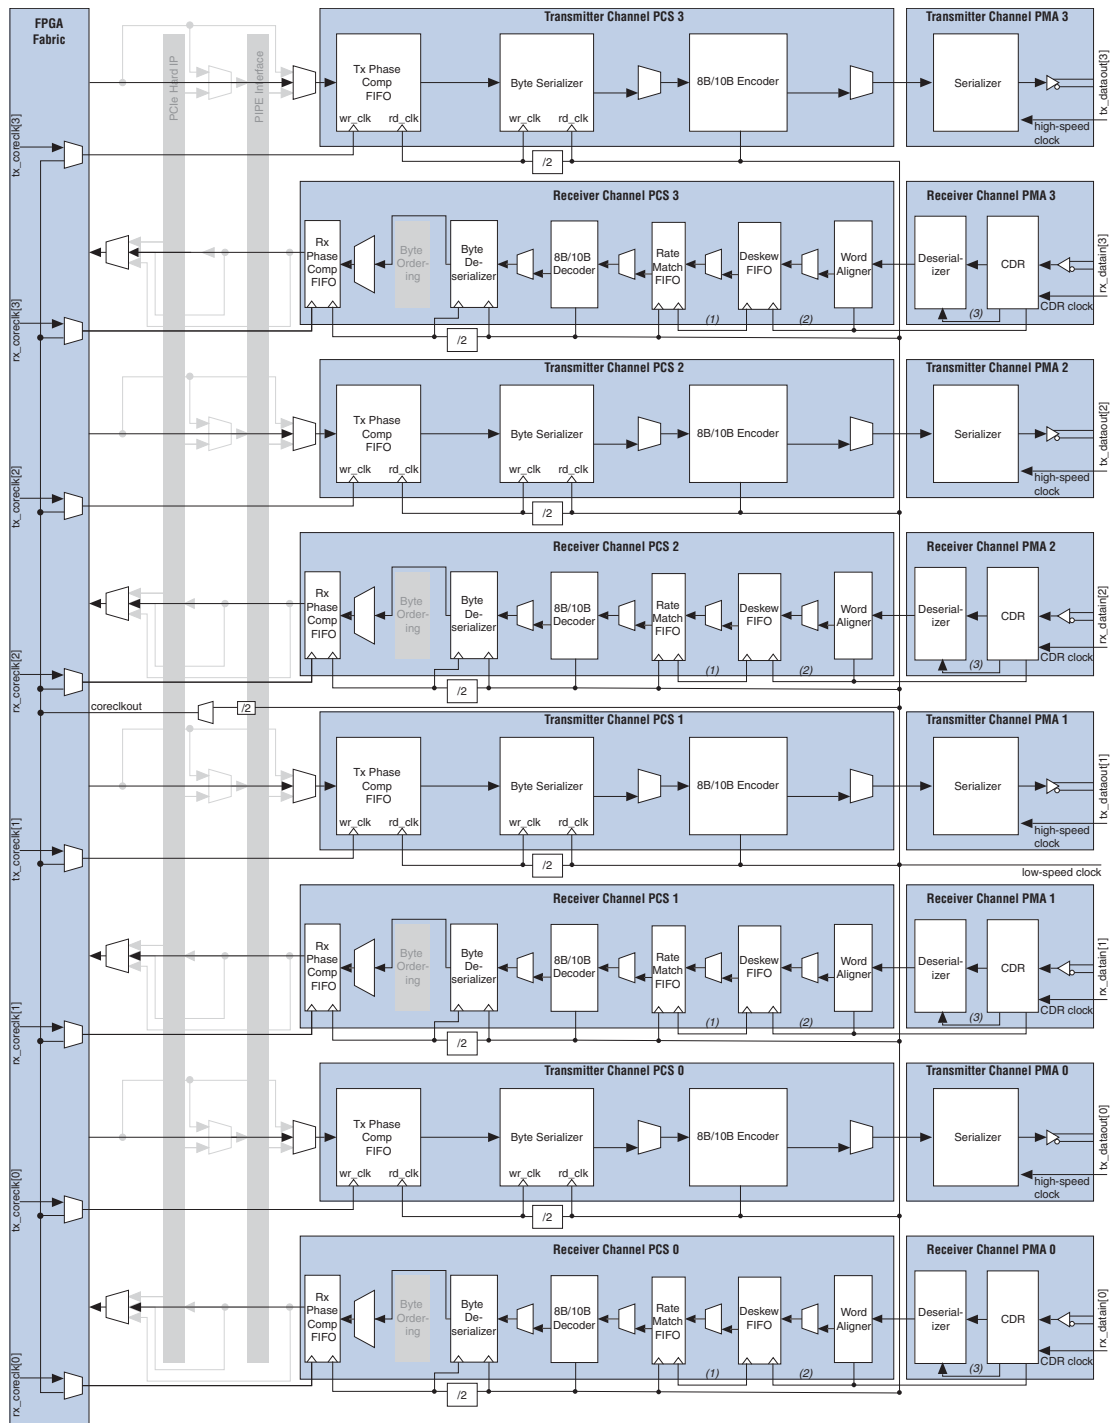 FPGA
Fabric
PCIe Hard IP
PIPE Interface
Transmitter Channel PCS 3
Tx Phase
Comp
FIFO
wr_clk
rd_clk
Byte Serializer
wr_clk
rd_clk
8B/10B Encoder
/2
Transmitter Channel PMA 3
Serializer
high-speed
clock
tx_dataout[3]
tx_coreclk[3]
Receiver Channel PCS 3
Rx
Phase
Comp
FIFO
Byte
Order-
ing
Byte
De-
serializer
8B/10B
Decoder
Rate
Match
FIFO
Deskew
FIFO
Word
Aligner
(1)
(2)
/2
Receiver Channel PMA 3
Deserial-
izer
CDR
(3)
CDR clock
rx_datain[3]
rx_coreclk[3]
Transmitter Channel PCS 2
Tx Phase
Comp
FIFO
wr_clk
rd_clk
Byte Serializer
wr_clk
rd_clk
8B/10B Encoder
/2
Transmitter Channel PMA 2
Serializer
high-speed
clock
tx_dataout[2]
tx_coreclk[2]
Receiver Channel PCS 2
Rx
Phase
Comp
FIFO
Byte
Order-
ing
Byte
De-
serializer
8B/10B
Decoder
Rate
Match
FIFO
Deskew
FIFO
Word
Aligner
(1)
(2)
/2
Receiver Channel PMA 2
Deserial-
izer
CDR
(3)
CDR clock
rx_datain[2]
rx_coreclk[2]
coreclkout
/2
Transmitter Channel PCS 1
Tx Phase
Comp
FIFO
wr_clk
rd_clk
Byte Serializer
wr_clk
rd_clk
8B/10B Encoder
/2
Transmitter Channel PMA 1
Serializer
high-speed
clock
tx_dataout[1]
tx_coreclk[1]
low-speed clock
Receiver Channel PCS 1
Rx
Phase
Comp
FIFO
Byte
Order-
ing
Byte
De-
serializer
8B/10B
Decoder
Rate
Match
FIFO
Deskew
FIFO
Word
Aligner
(1)
(2)
/2
Receiver Channel PMA 1
Deserial-
izer
CDR
(3)
CDR clock
rx_datain[1]
rx_coreclk[1]
Transmitter Channel PCS 0
Tx Phase
Comp
FIFO
wr_clk
rd_clk
Byte Serializer
wr_clk
rd_clk
8B/10B Encoder
/2
Transmitter Channel PMA 0
Serializer
high-speed
clock
tx_dataout[0]
tx_coreclk[0]
Receiver Channel PCS 0
Rx
Phase
Comp
FIFO
Byte
Order-
ing
Byte
De-
serializer
8B/10B
Decoder
Rate
Match
FIFO
Deskew
FIFO
Word
Aligner
(1)
(2)
/2
Receiver Channel PMA 0
Deserial-
izer
CDR
(3)
CDR clock
rx_datain[0]
rx_coreclk[0]